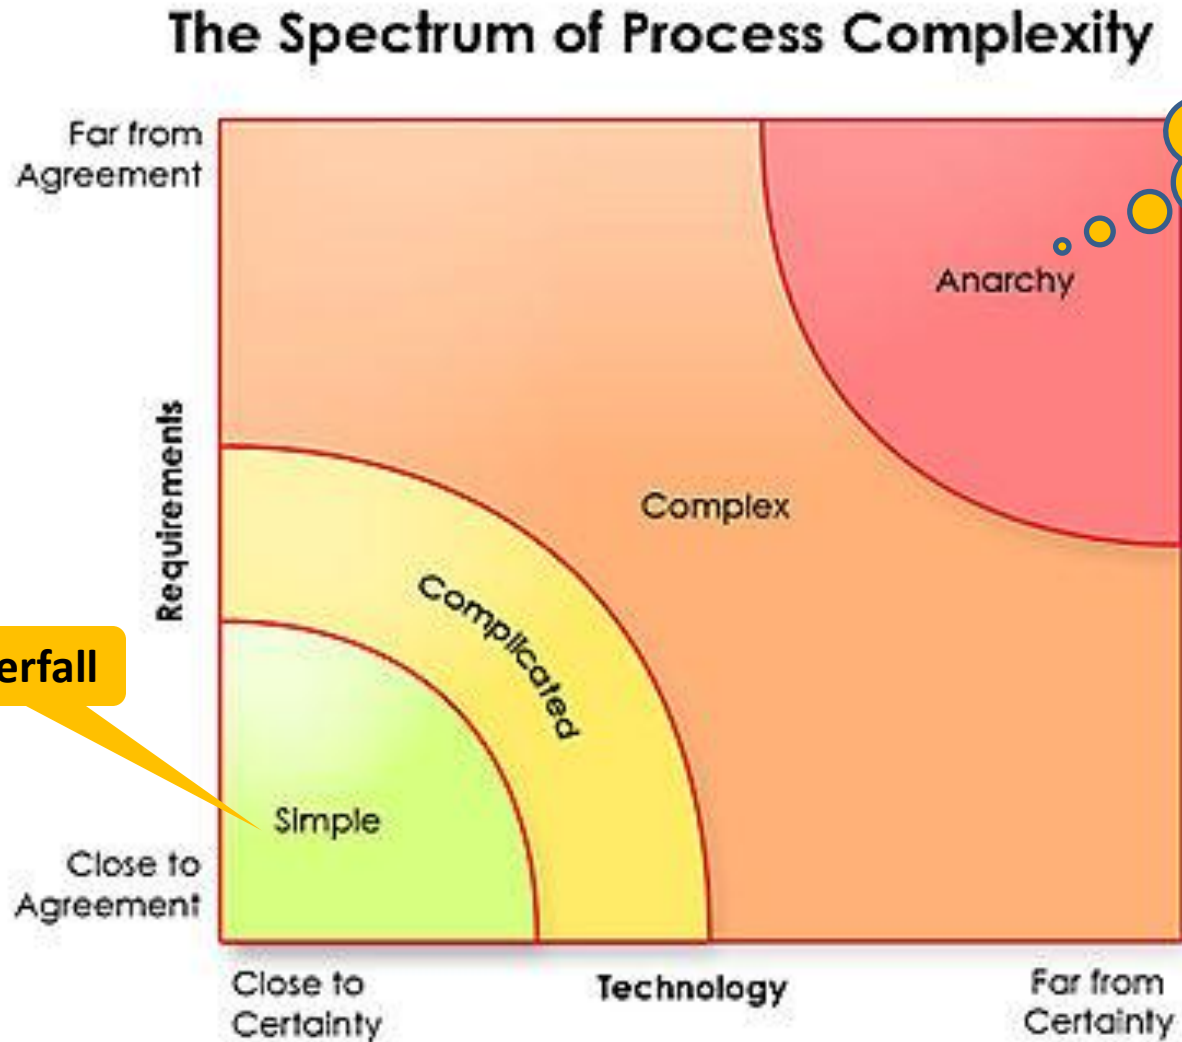 The Spectrum of Process Complexity
Far from
Agreement
Anarchy
Requirements
Complex
Complicated
erfall
Simple
Close to
Agreement
Close to
Certainty
Technology
Far from
Certainty